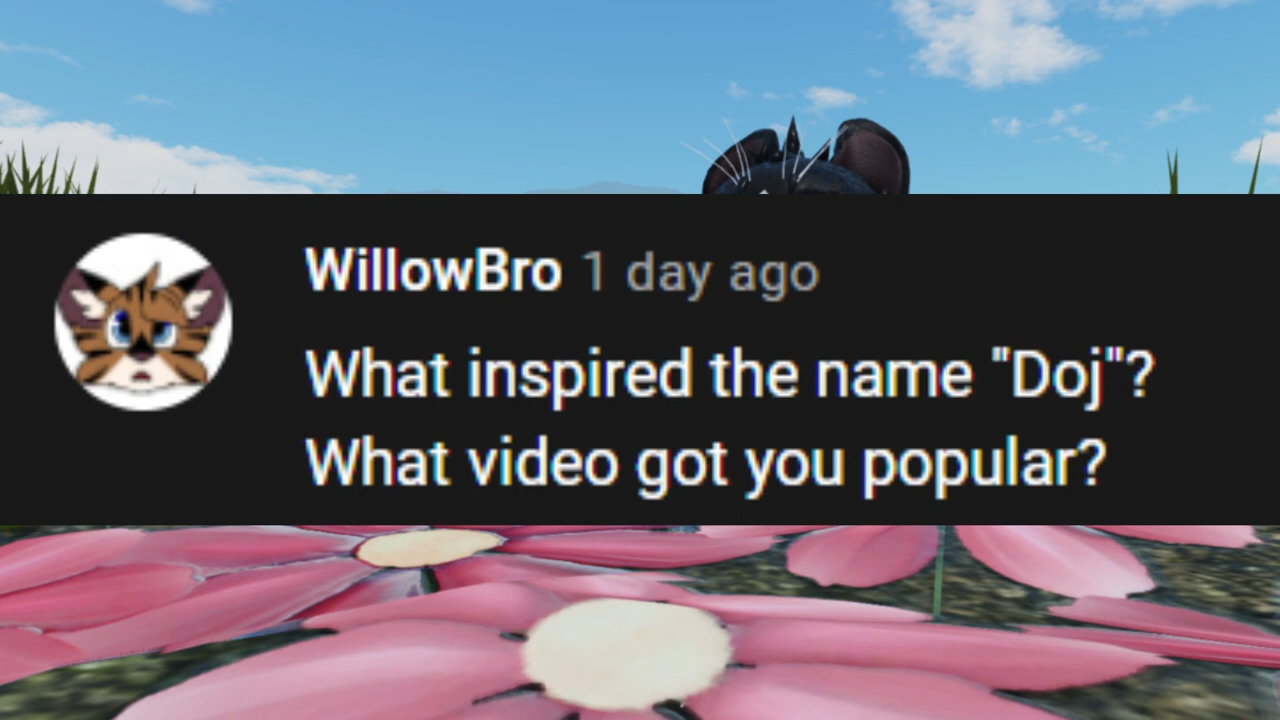 WillowBro 1 day ago
What inspired the name "Doj"?
What video got you popular?